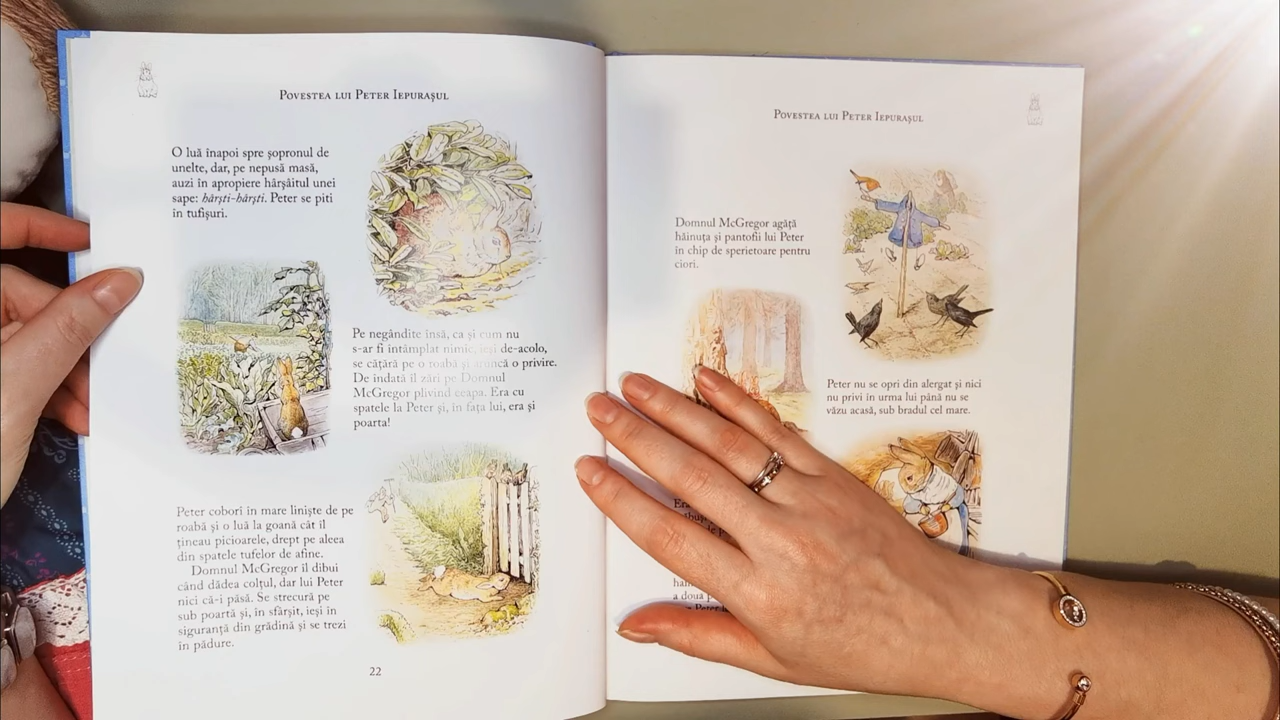 POVESTEA LUI PETER IEPURAȘUL
O luă înapoi spre șopronul de
unelte, dar, pe nepusă masă,
auzi în apropiere hârșâitul unei
sape: hârști-hârști. Peter se piti
în tufișuri.
Pe negândite însă, ca și cum nu
s-ar fi întâmplat nimic, ieși de-acolo,
se cățără pe o roabă și aruncă o privire.
De îndată îl zări pe Domnul
McGregor plivind ceapa. Era cu
spatele la Peter și, în fața lui, era și
poarta!
Peter coborî în mare liniște de pe
roabă și o luă la goană cât îl
țineau picioarele, drept pe aleea
din spatele tufelor de afine.
Domnul McGregor îl dibui
când dădea colțul, dar lui Peter
nici că-i păsă. Se strecură pe
sub poartă și, în sfârșit, ieși în
siguranță din grădină și se trezi
în pădure.
22
POVESTEA LUI PETER IEPURAȘUL
Domnul McGregor agăță
hăinuța și pantofii lui Peter
în chip de sperietoare pentru
ciori.
Peter nu se opri din alergat și nici
nu privi în urma lui până nu se
văzu acasă, sub bradul cel mare.
a două